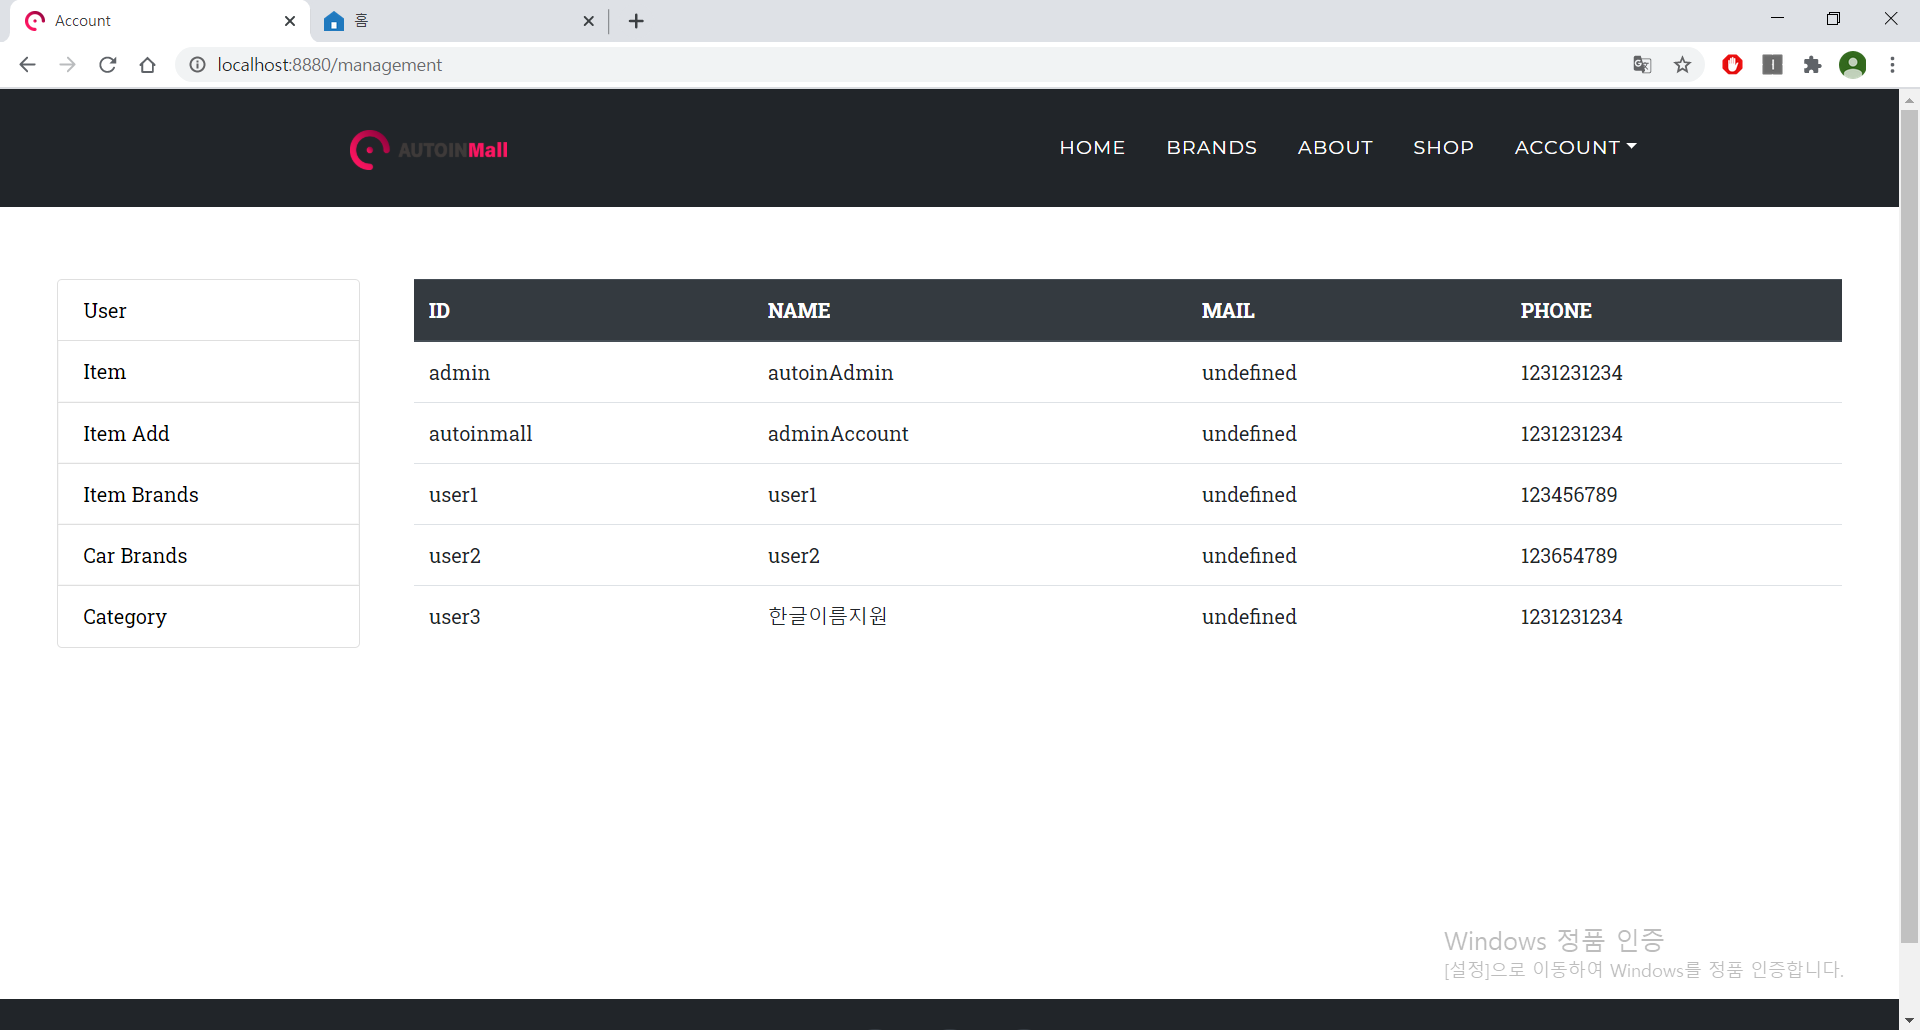 Account
홈
localhost:8880/management
AUTOINMall
HOME BRANDS ABOUT SHOP ACCOUNT
User
Item
Item Add
Item Brands
Car Brands
Category
ID NAME MAIL PHONE
admin autoinAdmin undefined 1231231234
autoinmall adminAccount undefined 1231231234
user1 user1 undefined 123456789
user2 user2 undefined 123654789
user3 한글이름지원 undefined 1231231234
Windows 정품 인증
[설정]으로 이동하여 Windows를 정품 인증합니다.